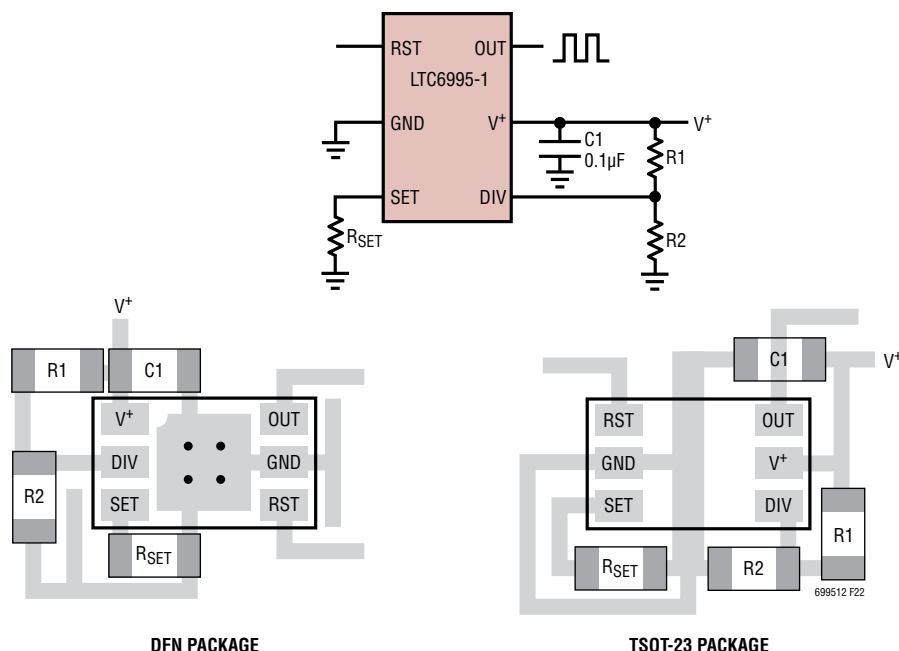 RST OUT
LTC6995-1
GND V+
C1
0.1µF
R1
SET DIV
RSET
R2
V+
V+
R1 C1
V+ OUT
DIV GND
SET RST
R2
RSET
DFN PACKAGE
C1
V+
RST OUT
GND V+
SET DIV
RSET R2 R1
699512 F22
TSOT-23 PACKAGE